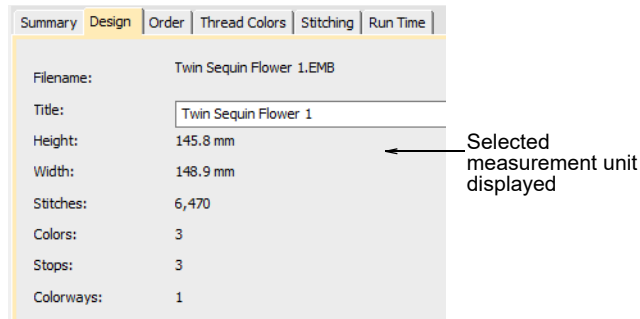 Summary Design Order Thread Colors Stitching Run Time
Filename: Twin Sequin Flower 1.EMB
Title: Twin Sequin Flower 1
Height: 145.8 mm
Width: 148.9 mm
Stitches: 6,470
Colors: 3
Stops: 3
Colorways: 1
Selected
measurement unit
displayed